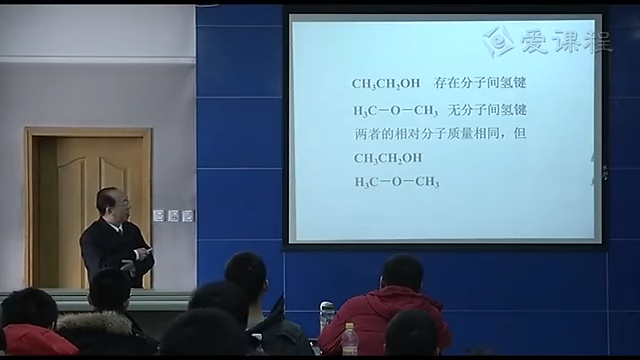 爱课程
CH₃CH₂OH 存在分子间氢键
H₃C－O－CH₃ 无分子间氢键
两者的相对分子质量相同，但
CH₃CH₂OH
H₃C－O－CH₃